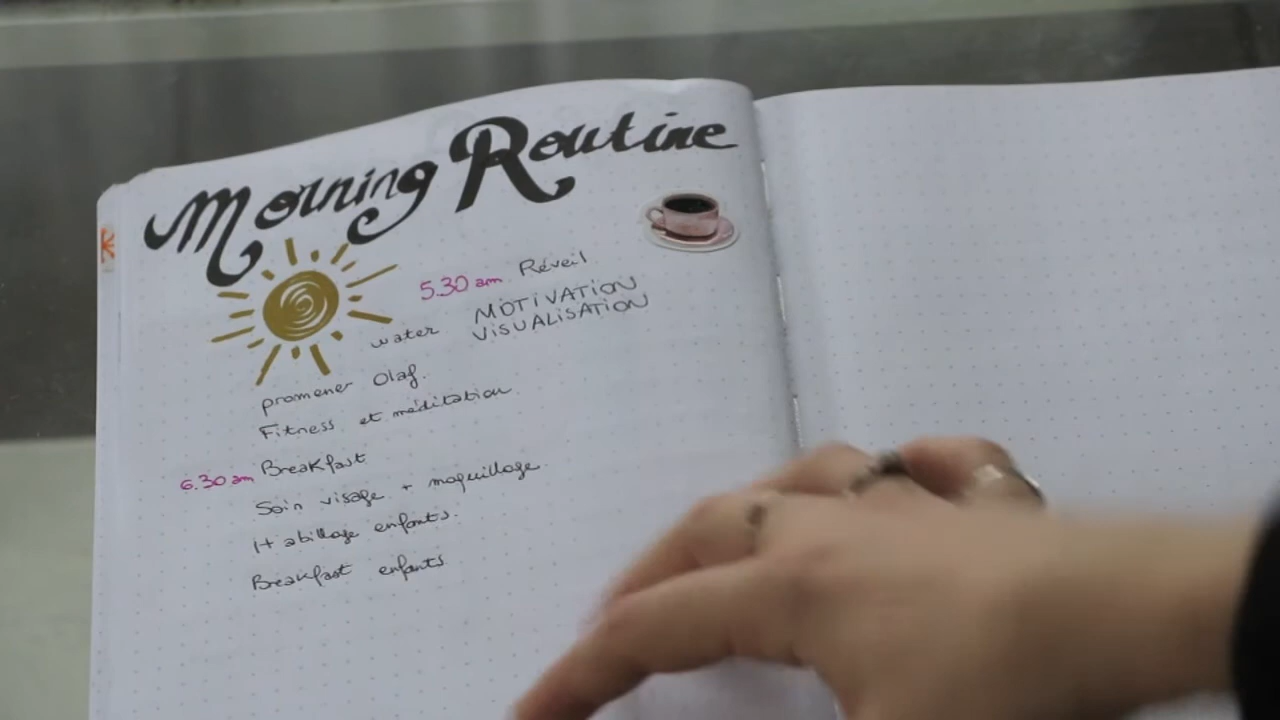 Morning Routine
5.30 am Réveil
water MOTIVATION
VISUALISATION
promener Olaf.
Fitness et méditation.
6.30 am Breakfast
Soin visage + maquillage.
Habillage enfants.
Breakfast enfants